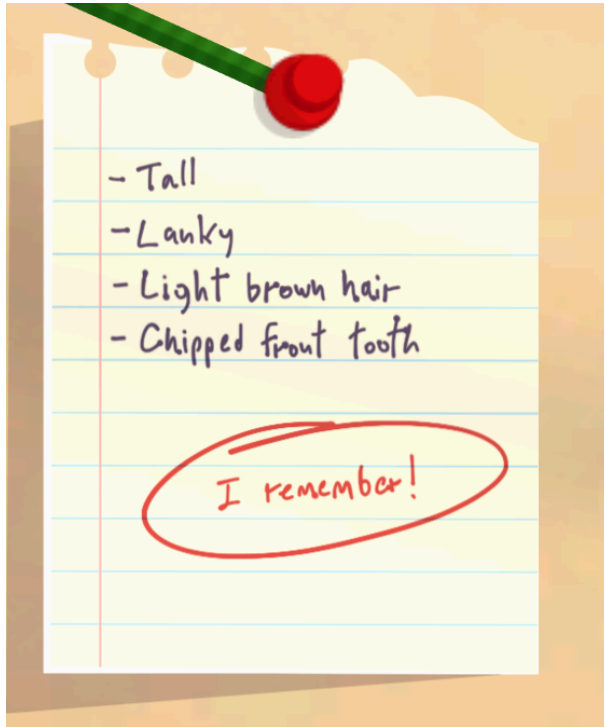 - Tall
- Lanky
- Light brown hair
- Chipped front tooth
I remember!